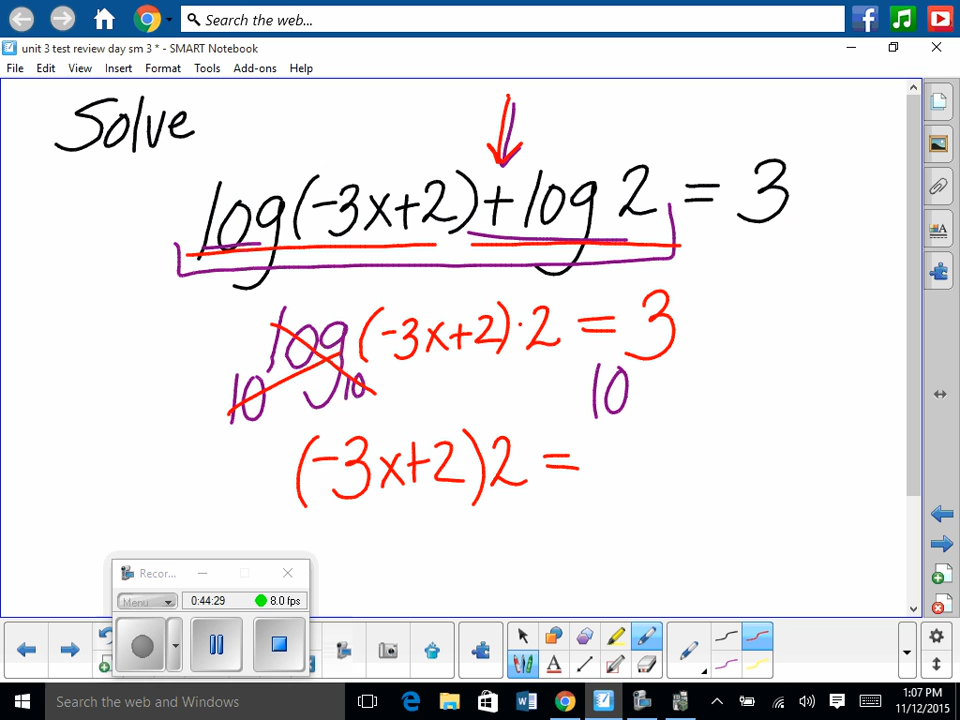 Search the web...
unit 3 test review day sm 3 * - SMART Notebook
File Edit View Insert Format Tools Add-ons Help
Solve
log(-3x+2)+log 2 = 3
log10(-3x+2)·2 = 3
10 10
(-3x+2)2 =
Recor...
Menu 0:44:29 8.0 fps
A
Search the web and Windows
1:07 PM
11/12/2015